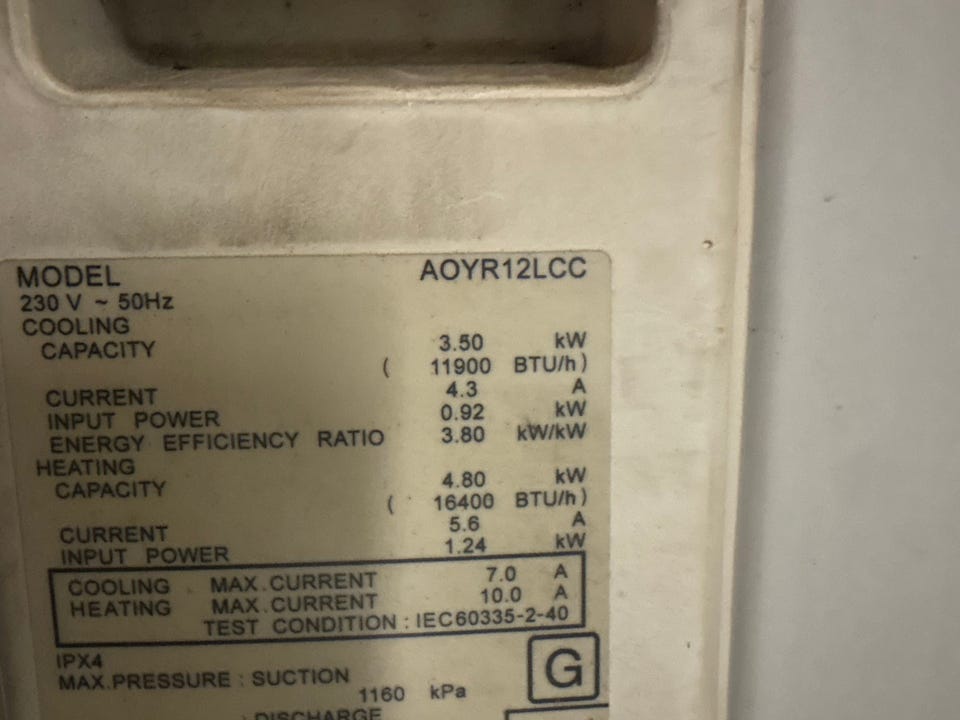 MODEL AOYR12LCC
230 V ~ 50Hz
COOLING
CAPACITY 3.50 kW
( 11900 BTU/h )
CURRENT 4.3 A
INPUT POWER 0.92 kW
ENERGY EFFICIENCY RATIO 3.80 kW/kW
HEATING
CAPACITY 4.80 kW
( 16400 BTU/h )
CURRENT 5.6 A
INPUT POWER 1.24 kW
COOLING MAX.CURRENT 7.0 A
HEATING MAX.CURRENT 10.0 A
TEST CONDITION : IEC60335-2-40
IPX4
G
MAX.PRESSURE : SUCTION
1160 kPa
: DISCHARGE